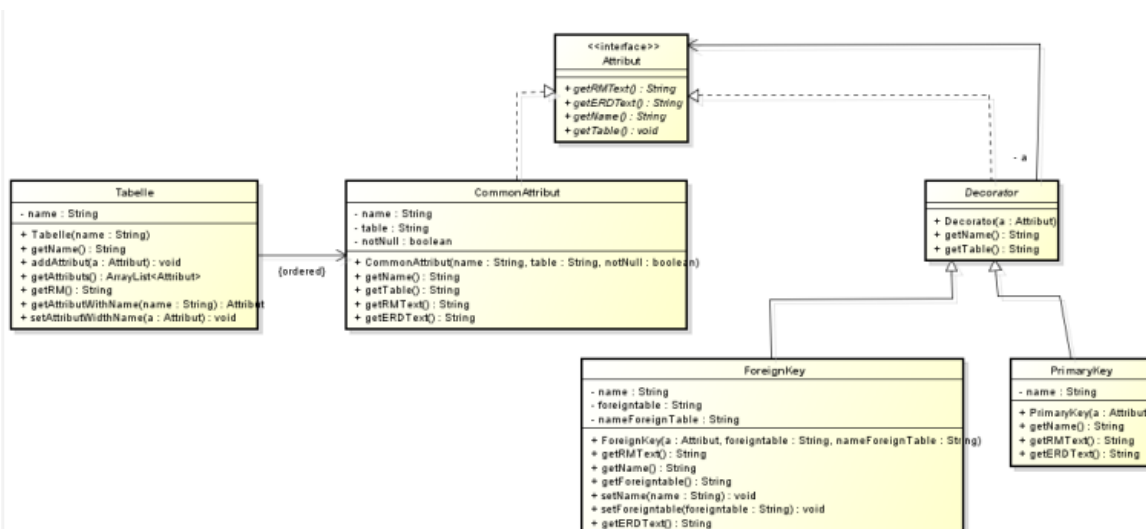 <<interface>>
Attribut
+ getRMText() : String
+ getERDText() : String
+ getName() : String
+ getTable() : void
- a
Tabelle
- name : String
+ Tabelle(name : String)
+ getName() : String
+ addAttribut(a : Attribut) : void
+ getAttributs() : ArrayList<Attribut>
+ getRM() : String
+ getAttributWithName(name : String) : Attribut
+ setAttributWidthName(a : Attribut) : void
{ordered}
CommonAttribut
- name : String
- table : String
- notNull : boolean
+ CommonAttribut(name : String, table : String, notNull : boolean)
+ getName() : String
+ getTable() : String
+ getRMText() : String
+ getERDText() : String
Decorator
+ Decorator(a : Attribut)
+ getName() : String
+ getTable() : String
ForeignKey
- name : String
- foreigntable : String
- nameForeignTable : String
+ ForeignKey(a : Attribut, foreigntable : String, nameForeignTable : String)
+ getRMText() : String
+ getName() : String
+ getForeigntable() : String
+ setName(name : String) : void
+ setForeigntable(foreigntable : String) : void
+ getERDText() : String
PrimaryKey
- name : String
+ PrimaryKey(a : Attribut
+ getName() : String
+ getRMText() : String
+ getERDText() : String